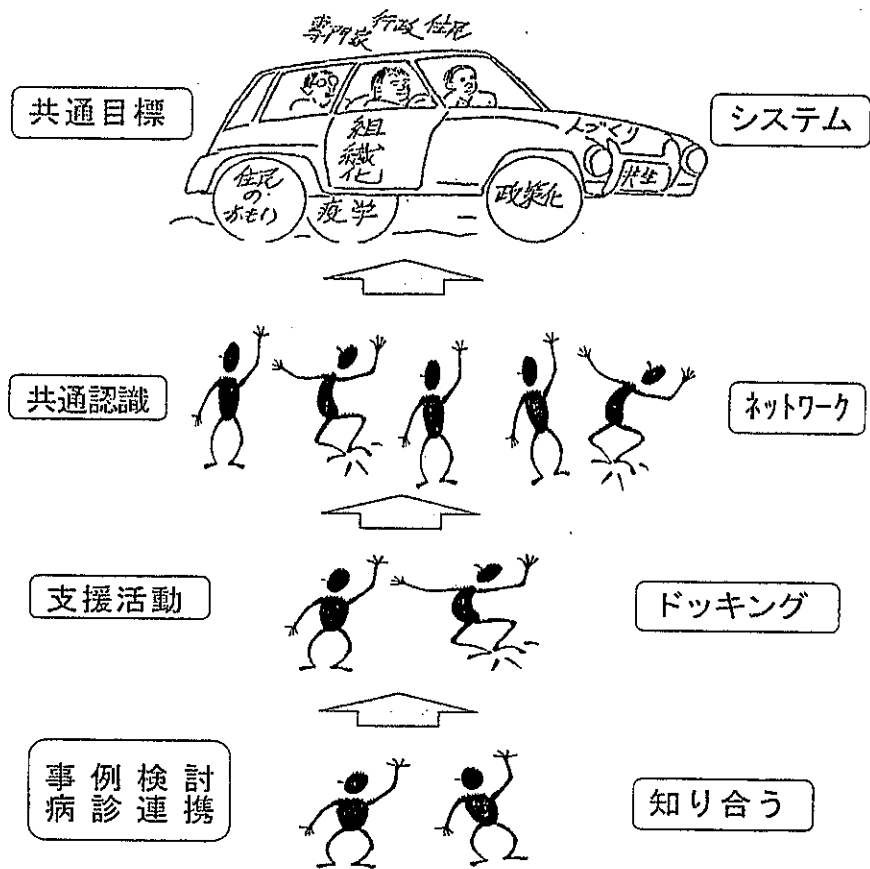 専門家 行政 住民
共通目標
システム
組織化
人づくり
共生
住民の
疫学
政策化
共通認識
ネットワーク
支援活動
ドッキング
事例検討
病診連携
知り合う